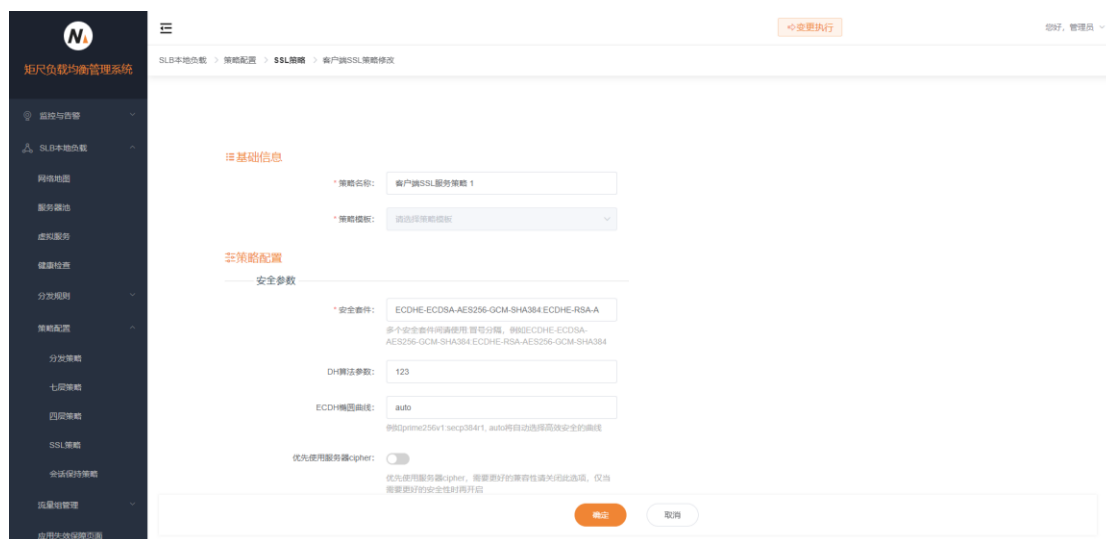 变更执行
您好，管理员
矩尺负载均衡管理系统
SLB本地负载 > 策略配置 > SSL策略 > 客户端SSL策略修改
监控与告警
SLB本地负载
网络地图
服务器池
虚拟服务
健康检查
分发规则
策略配置
分发策略
七层策略
四层策略
SSL策略
会话保持策略
流量组管理
应用失效保障页面
基础信息
*策略名称: 客户端SSL服务策略 1
*策略模板: 请选择策略模板
策略配置
安全参数
*安全套件: ECDHE-ECDSA-AES256-GCM-SHA384:ECDHE-RSA-A
多个安全套件间请使用:冒号分隔，例如ECDHE-ECDSA-
AES256-GCM-SHA384:ECDHE-RSA-AES256-GCM-SHA384
DH算法参数: 123
ECDH椭圆曲线: auto
例如prime256v1:secp384r1, auto将自动选择高效安全的曲线
优先使用服务器cipher:
优先使用服务器cipher，需要更好的兼容性请关闭此选项，仅当
需要更好的安全性时再开启
确定
取消